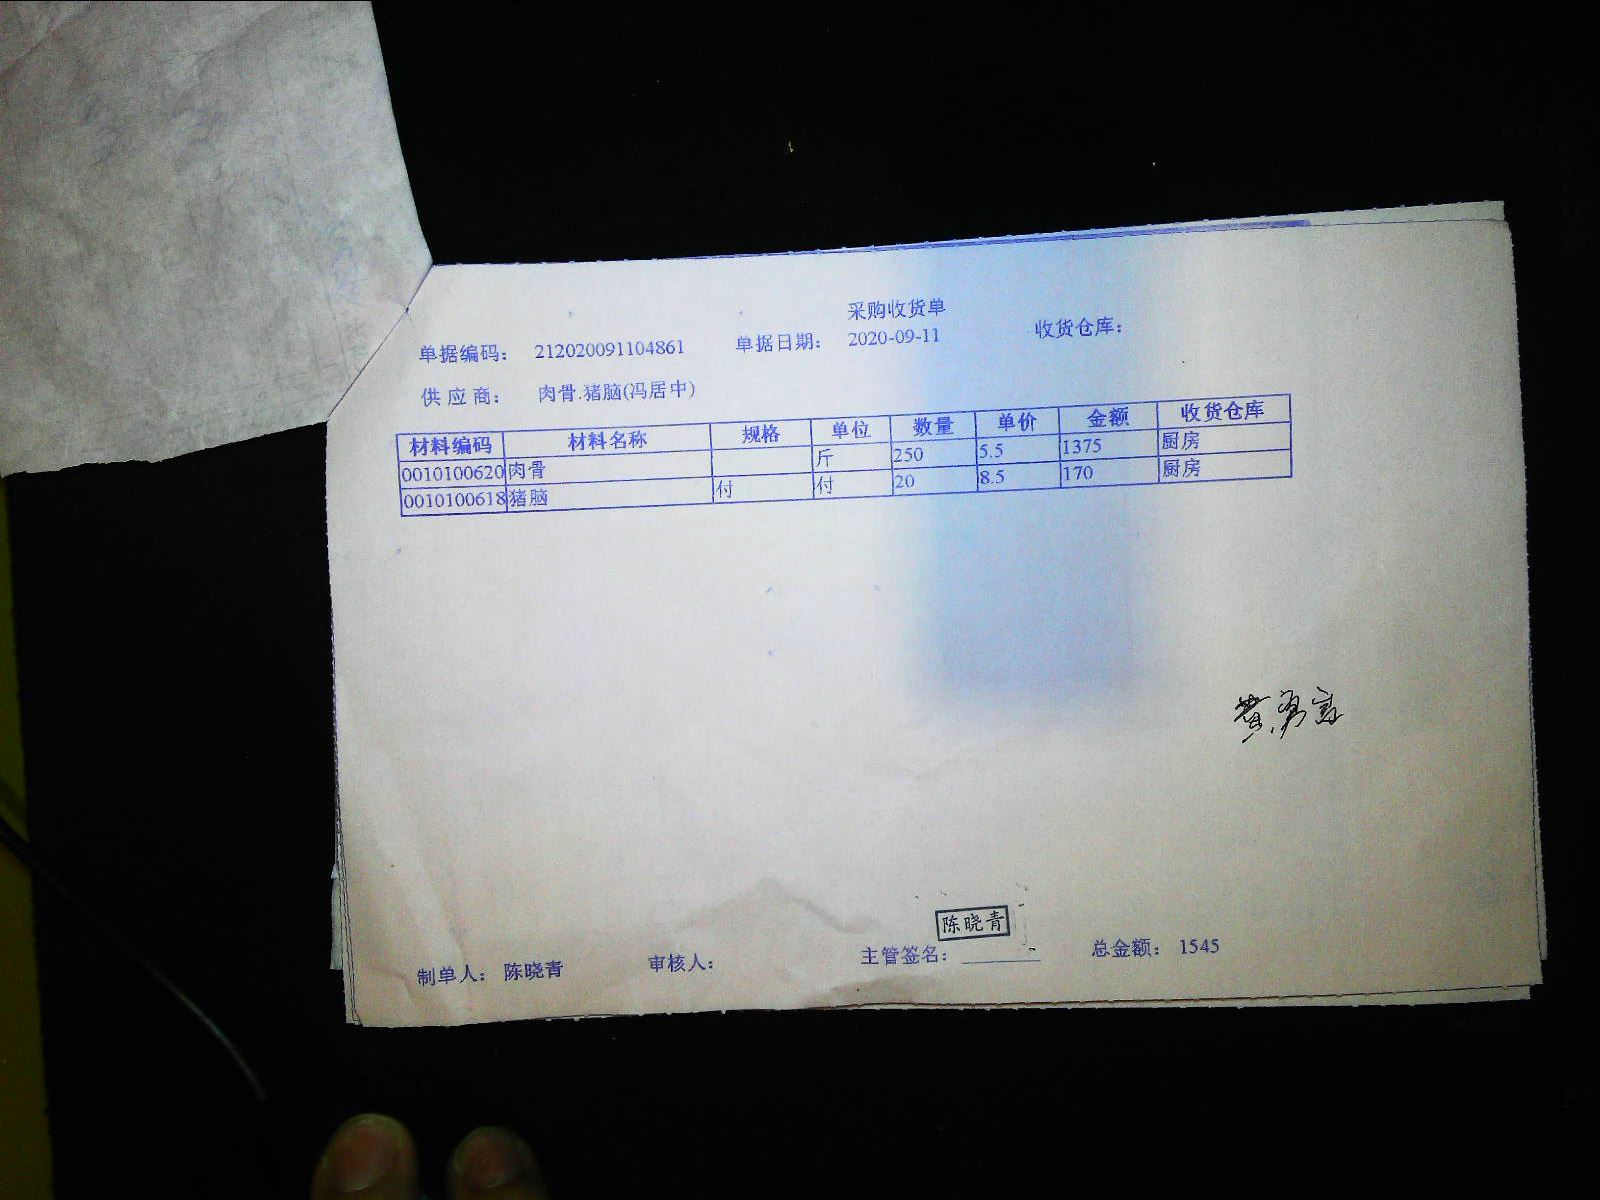 采购收货单
单据编码： 212020091104861 单据日期： 2020-09-11 收货仓库：
供应商： 肉骨.猪脑(冯居中)
材料编码 材料名称 规格 单位 数量 单价 金额 收货仓库
0010100620 肉骨 斤 250 5.5 1375 厨房
0010100618 猪脑 付 付 20 8.5 170 厨房
陈晓青
制单人： 陈晓青 审核人： 主管签名： 总金额： 1545